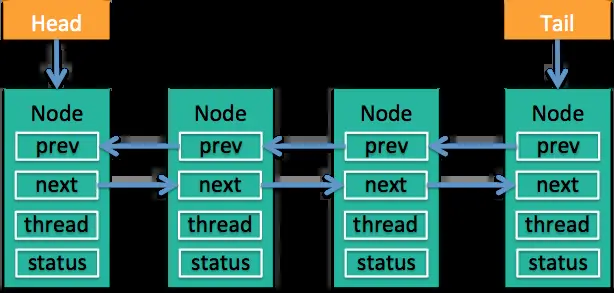 Head Tail
Node Node Node Node
prev prev prev prev
next next next next
thread thread thread thread
status status status status